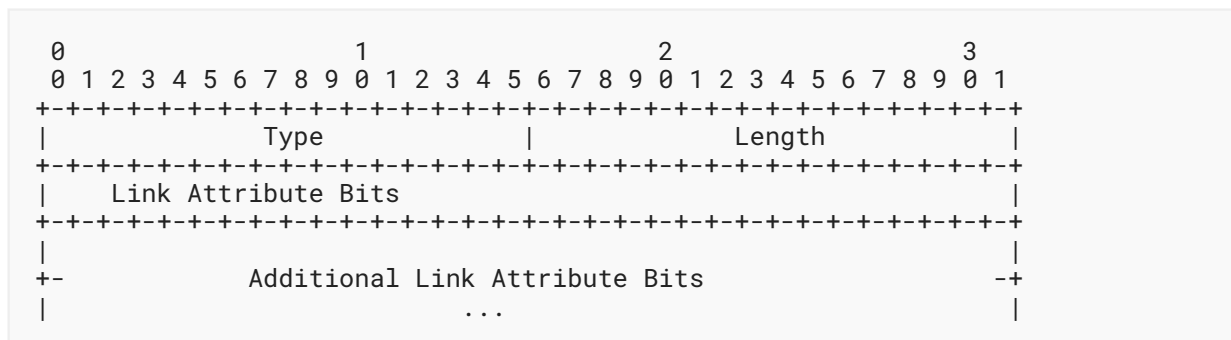 0                   1                   2                   3
 0 1 2 3 4 5 6 7 8 9 0 1 2 3 4 5 6 7 8 9 0 1 2 3 4 5 6 7 8 9 0 1
+-+-+-+-+-+-+-+-+-+-+-+-+-+-+-+-+-+-+-+-+-+-+-+-+-+-+-+-+-+-+-+-+
|              Type             |             Length            |
+-+-+-+-+-+-+-+-+-+-+-+-+-+-+-+-+-+-+-+-+-+-+-+-+-+-+-+-+-+-+-+-+
|    Link Attribute Bits                                        |
+-+-+-+-+-+-+-+-+-+-+-+-+-+-+-+-+-+-+-+-+-+-+-+-+-+-+-+-+-+-+-+-+
|                                                               |
+-            Additional Link Attribute Bits                   -+
|                           ...                                 |